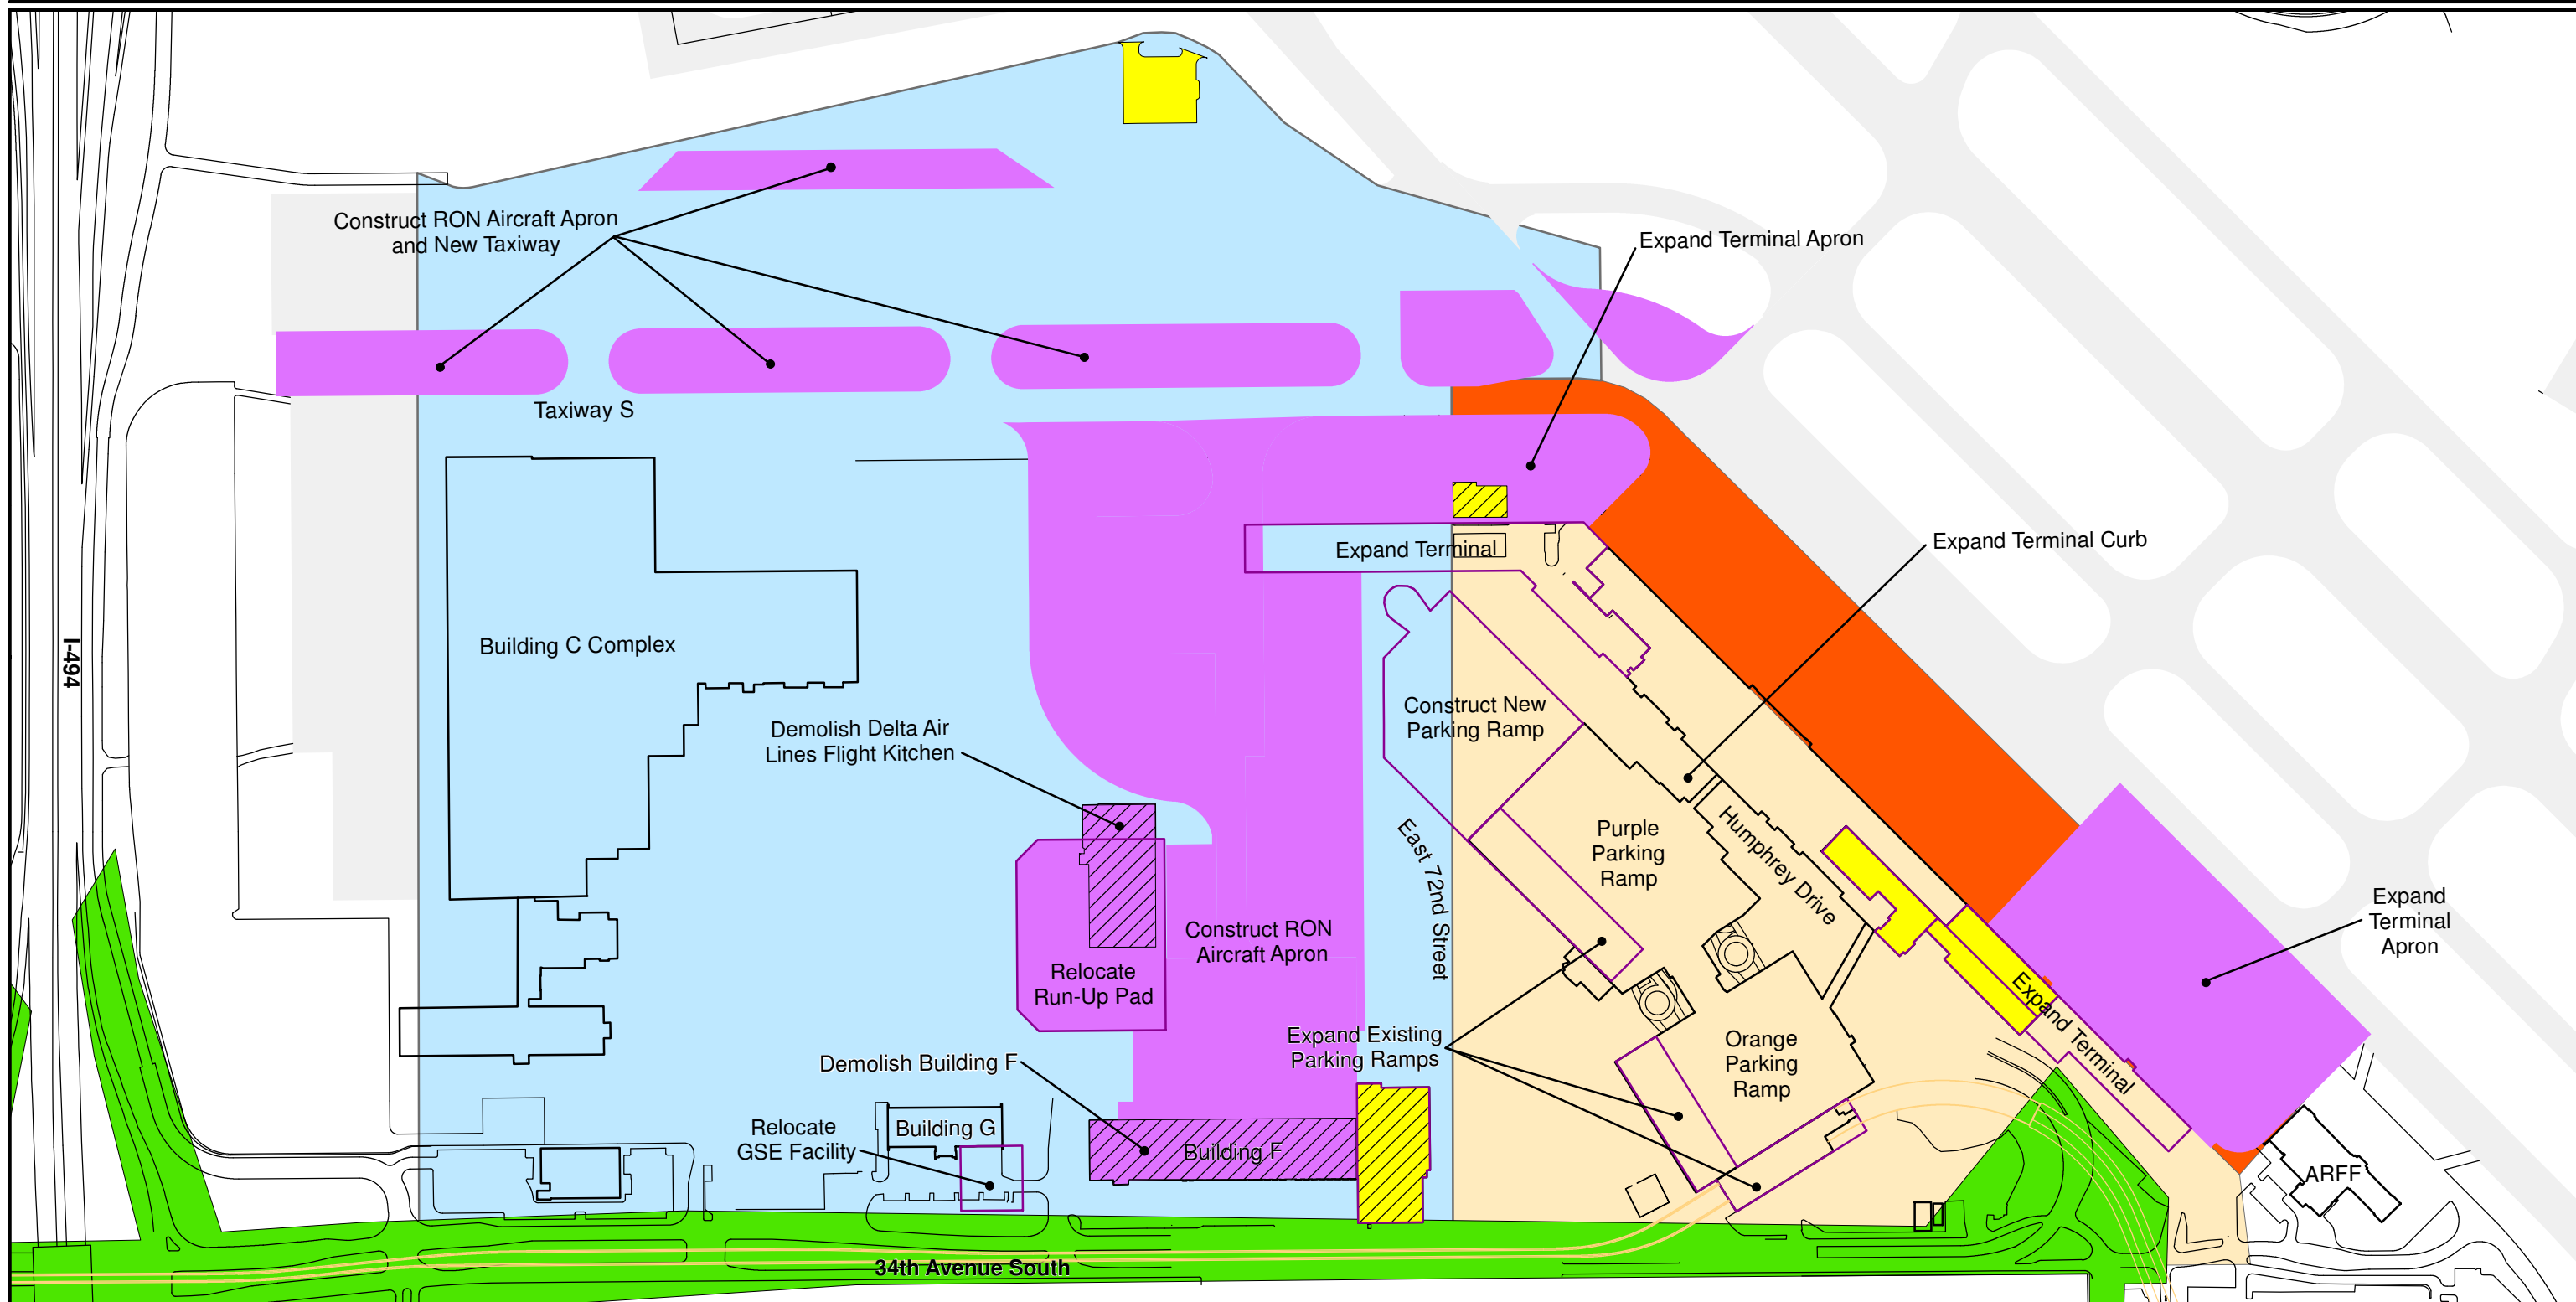 Construct RON Aircraft Apron
and New Taxiway
Expand Terminal Apron
Taxiway S
Expand Terminal
Expand Terminal Curb
I-494
Building C Complex
Construct New
Parking Ramp
Demolish Delta Air
Lines Flight Kitchen
East 72nd Street
Purple
Parking
Ramp
Humphrey Drive
Expand
Terminal
Apron
Construct RON
Aircraft Apron
Relocate
Run-Up Pad
Expand Terminal
Expand Existing
Parking Ramps
Orange
Parking
Ramp
Demolish Building F
Relocate
GSE Facility
Building G
Building F
ARFF
34th Avenue South